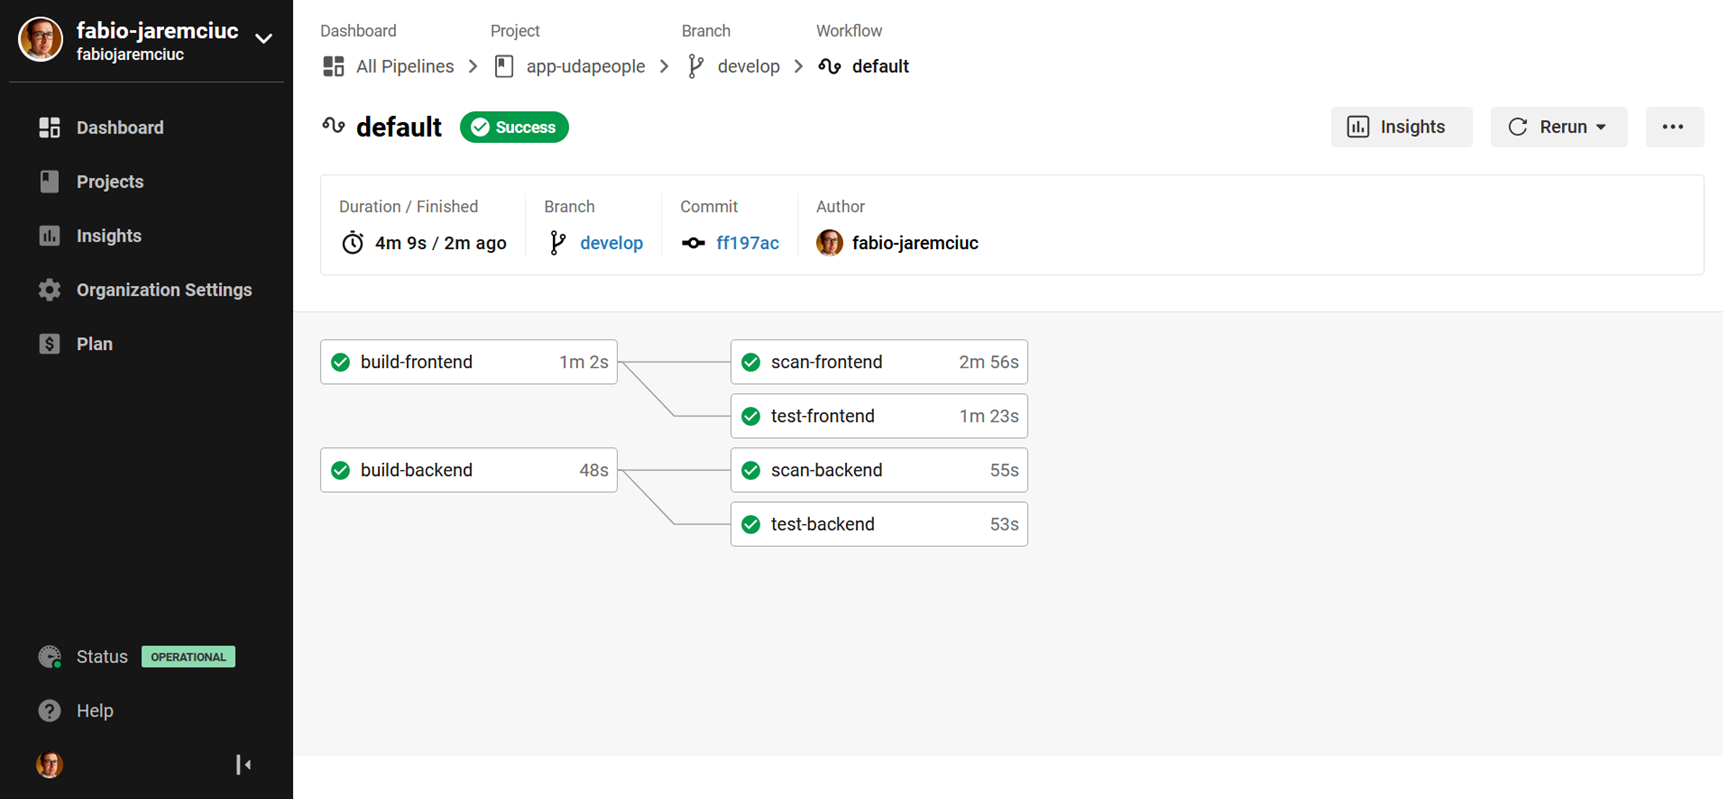 fabio-jaremciuc
fabiojaremciuc
Dashboard
Projects
Insights
Organization Settings
Plan
Status OPERATIONAL
Help
Dashboard Project Branch Workflow
All Pipelines app-udapeople develop default
default Success
Insights Rerun
Duration / Finished Branch Commit Author
4m 9s / 2m ago develop ff197ac fabio-jaremciuc
build-frontend 1m 2s scan-frontend 2m 56s
test-frontend 1m 23s
build-backend 48s scan-backend 55s
test-backend 53s